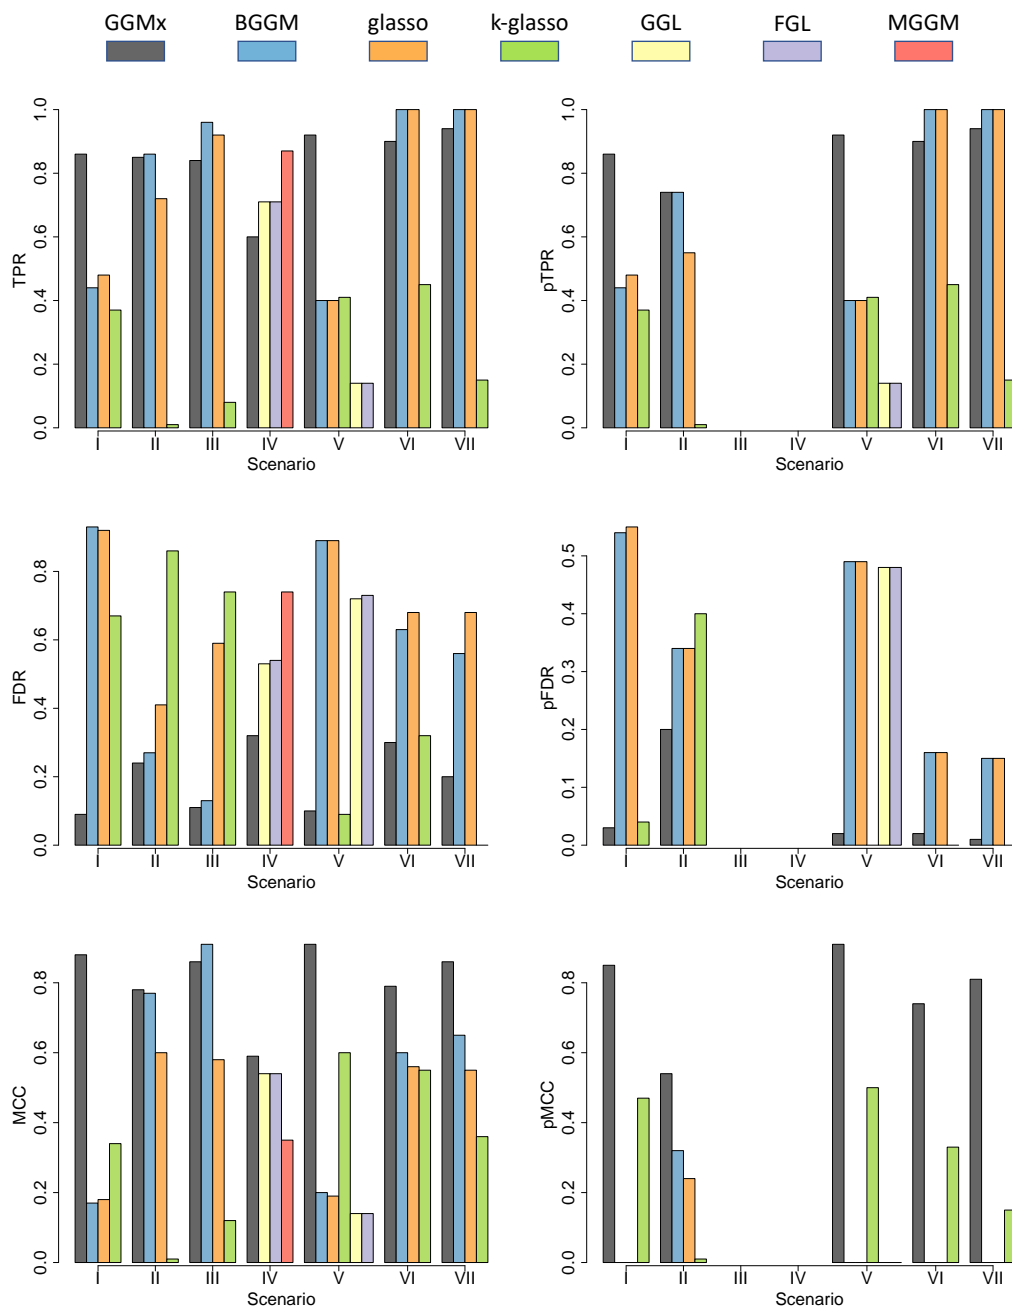 GGMx BGGM glasso k-glasso GGL FGL MGGM
TPR
0.0 0.2 0.4 0.6 0.8 1.0
I II III IV V VI VII
Scenario
pTPR
0.0 0.2 0.4 0.6 0.8 1.0
I II III IV V VI VII
Scenario
FDR
0.0 0.2 0.4 0.6 0.8
I II III IV V VI VII
Scenario
pFDR
0.0 0.1 0.2 0.3 0.4 0.5
I II III IV V VI VII
Scenario
MCC
0.0 0.2 0.4 0.6 0.8
I II III IV V VI VII
Scenario
pMCC
0.0 0.2 0.4 0.6 0.8
I II III IV V VI VII
Scenario